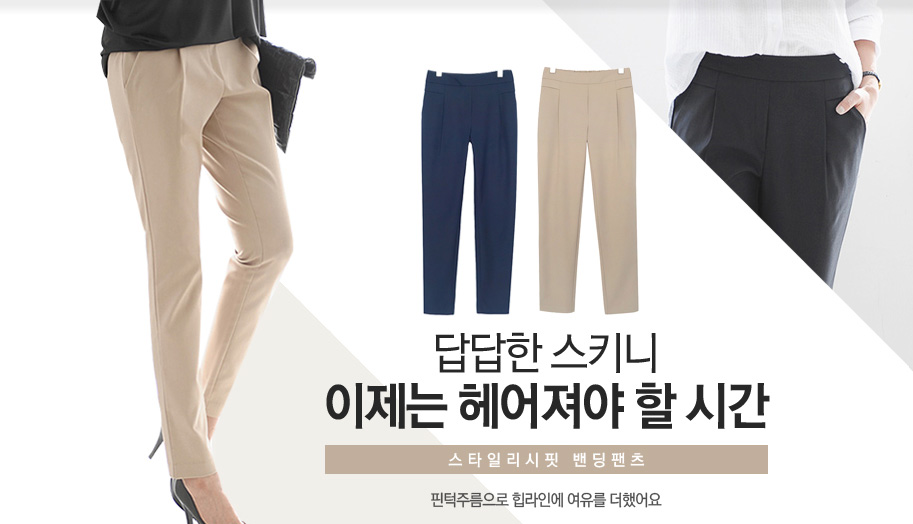 답답한 스키니
이제는 헤어져야 할 시간
스타일리시핏 밴딩팬츠
핀턱주름으로 힙라인에 여유를 더했어요